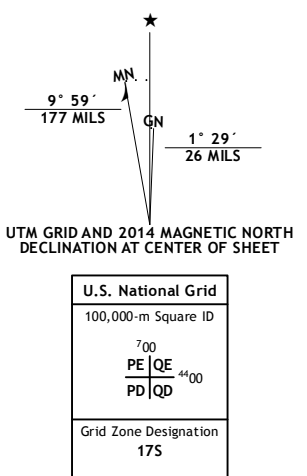 ★
MN
GN
9° 59´
177 MILS
1° 29´
26 MILS
UTM GRID AND 2014 MAGNETIC NORTH
DECLINATION AT CENTER OF SHEET
U.S. National Grid
100,000-m Square ID
⁷00
PE QE
⁴⁴00
PD QD
Grid Zone Designation
17S